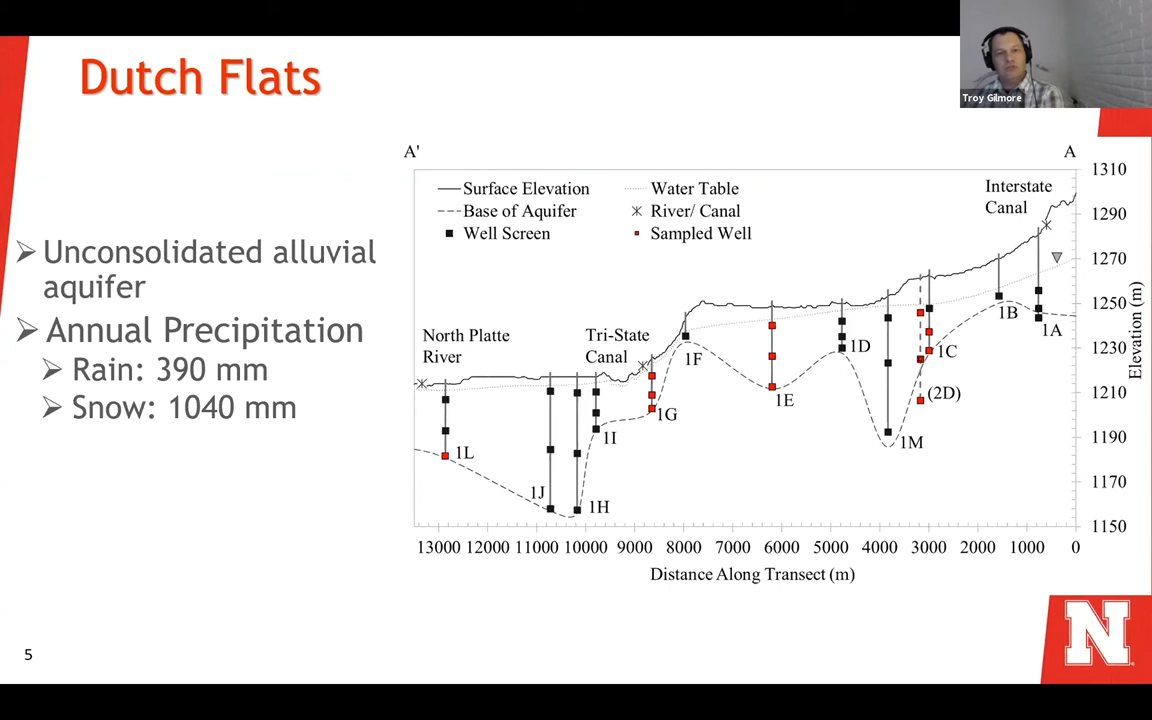 Dutch Flats
Troy Gilmore
➢ Unconsolidated alluvial
aquifer
➢ Annual Precipitation
➢ Rain: 390 mm
➢ Snow: 1040 mm
A'
A
Surface Elevation
Water Table
Base of Aquifer
River/ Canal
Well Screen
Sampled Well
Interstate
Canal
North Platte
River
Tri-State
Canal
1L
1J
1H
1I
1G
1F
1E
1D
1M
1C
(2D)
1B
1A
1310
1290
1270
1250
1230
1210
1190
1170
1150
Elevation (m)
13000 12000 11000 10000 9000 8000 7000 6000 5000 4000 3000 2000 1000 0
Distance Along Transect (m)
5
N